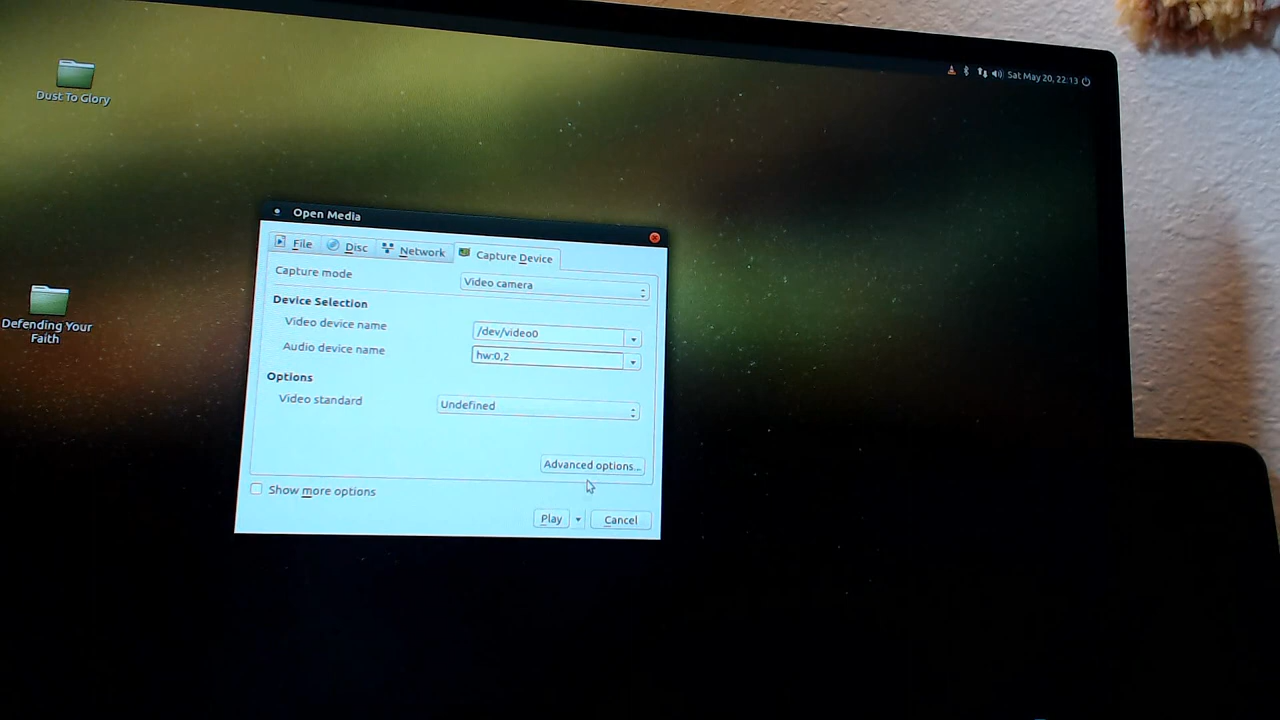 Dust To Glory
Sat May 20, 22:13
Open Media
File
Disc
Network
Capture Device
Capture mode
Video camera
Device Selection
Video device name
/dev/video0
Audio device name
hw:0,2
Options
Video standard
Undefined
Advanced options...
Show more options
Play
Cancel
Defending Your
Faith